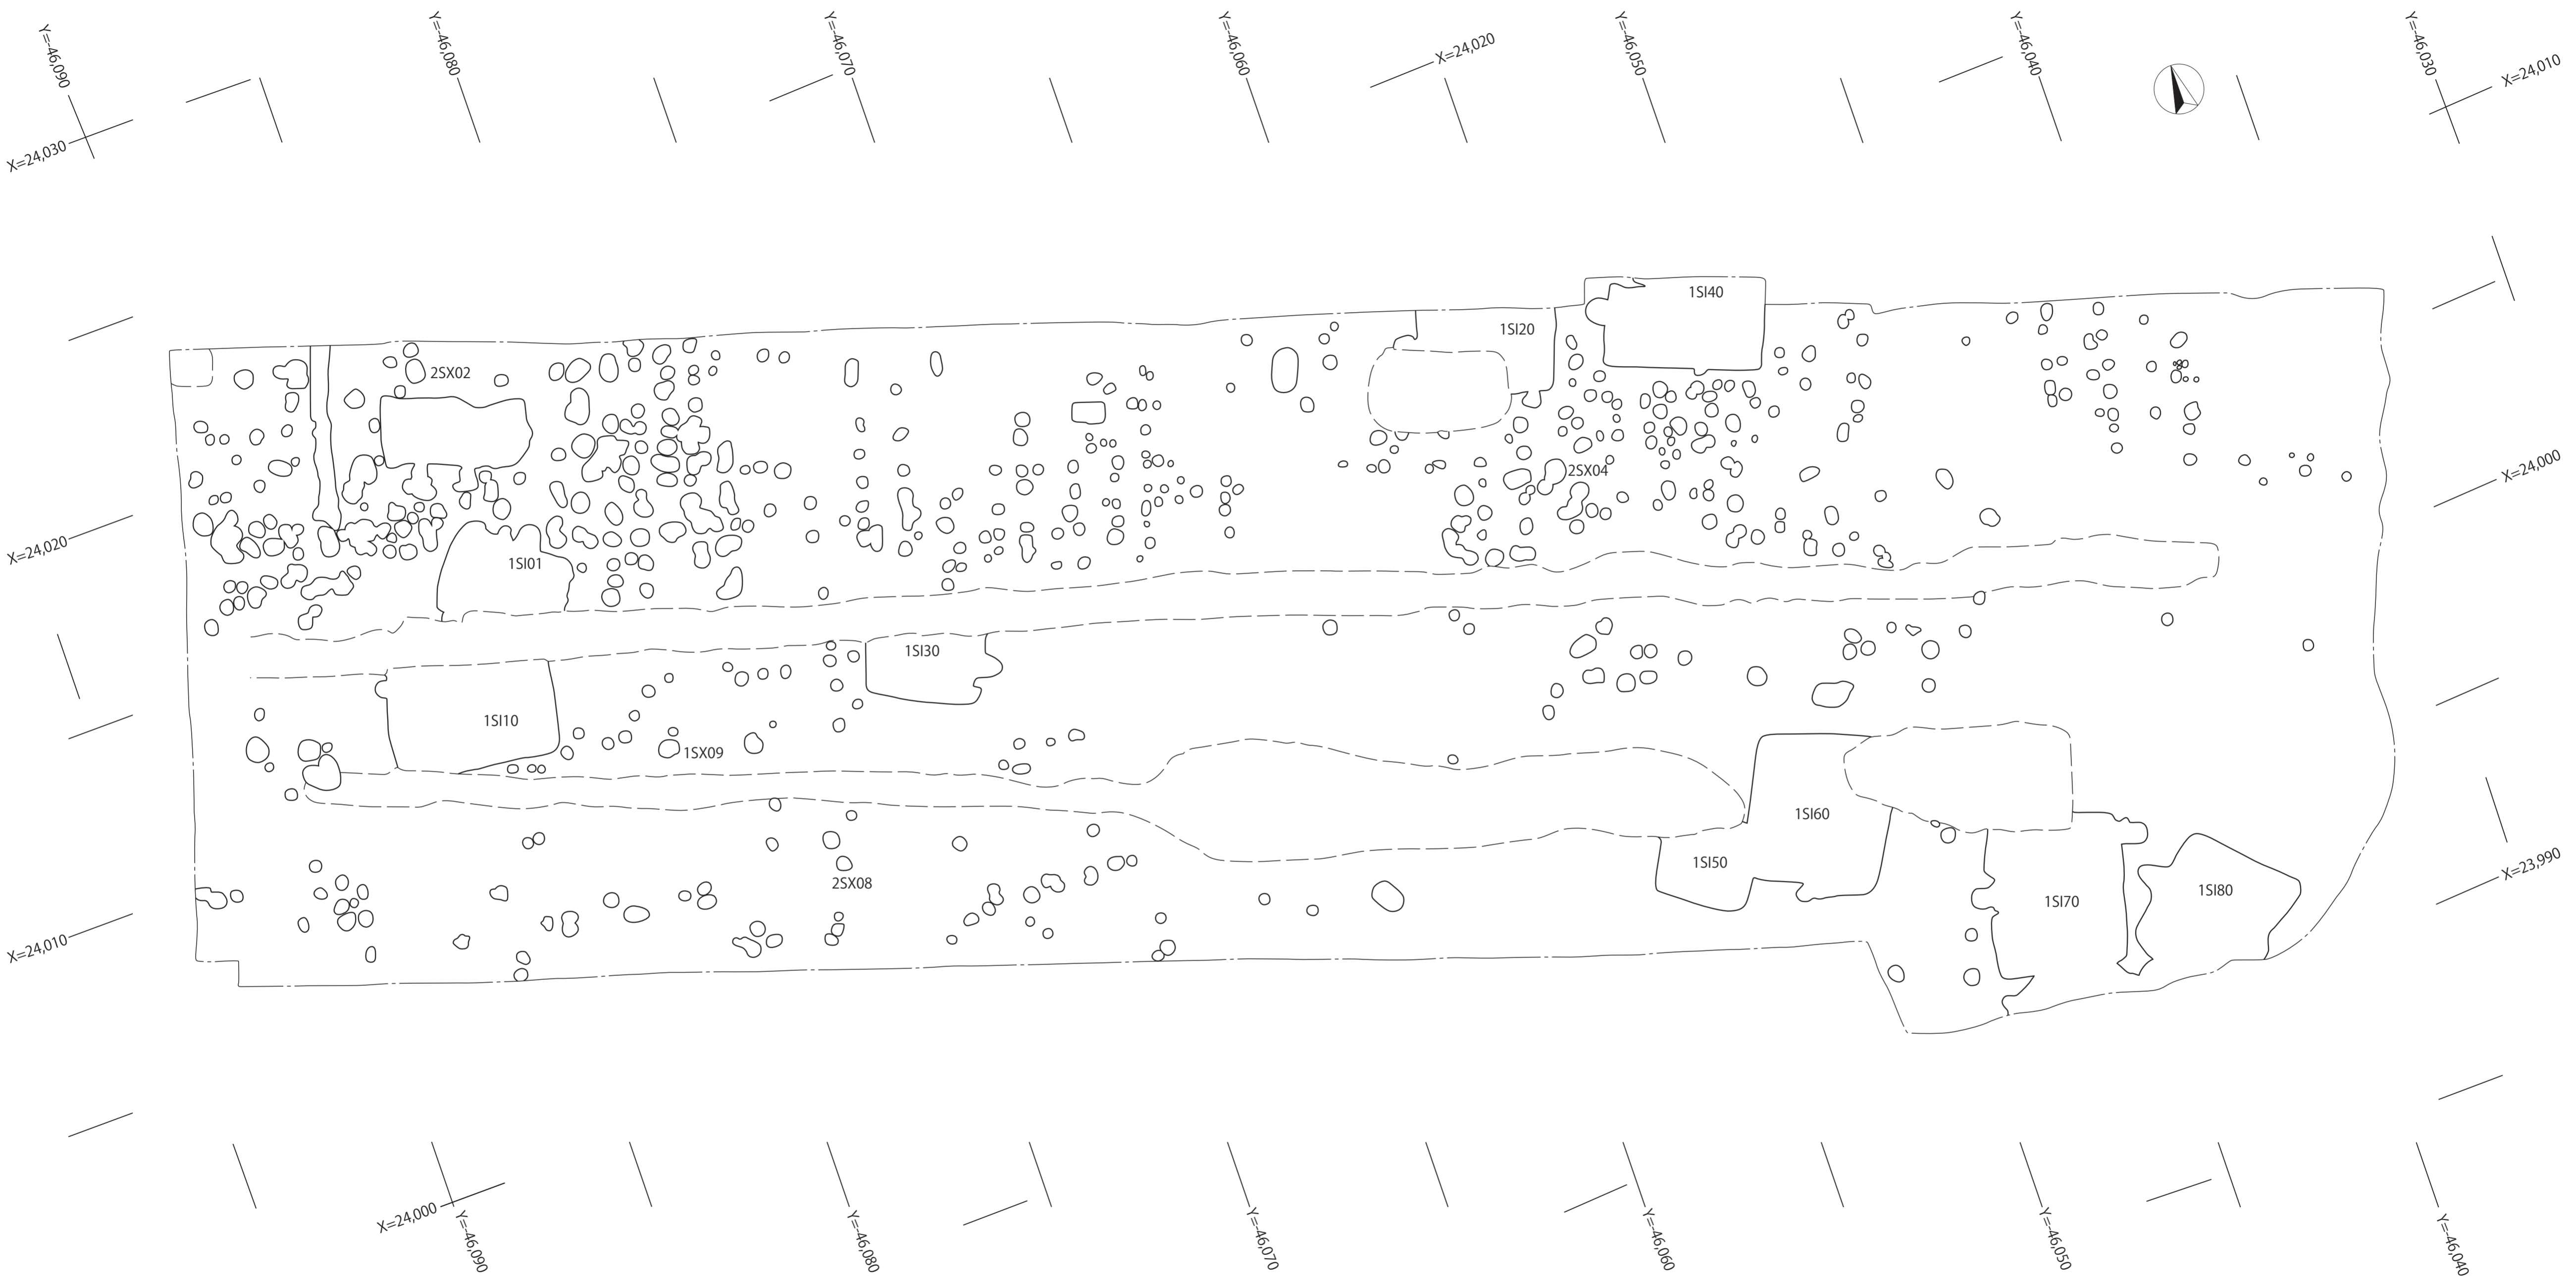 Y=-46,090
Y=-46,080
Y=-46,070
Y=-46,060
X=24,020
Y=-46,050
Y=-46,040
Y=-46,030
X=24,010
X=24,030
1SI40
1SI20
2SX02
2SX04
X=24,000
X=24,020
1SI01
1SI30
1SI10
1SX09
1SI60
1SI50
X=23,990
2SX08
1SI80
1SI70
X=24,010
X=24,000
Y=-46,090
Y=-46,080
Y=-46,070
Y=-46,060
Y=-46,050
Y=-46,040